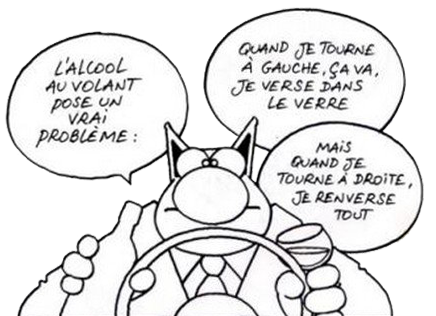 L'ALCOOL
AU VOLANT
POSE UN
VRAI
PROBLÈME :
QUAND JE TOURNE
À GAUCHE, ÇA VA,
JE VERSE DANS
LE VERRE
MAIS
QUAND JE
TOURNE À DROITE,
JE RENVERSE
TOUT